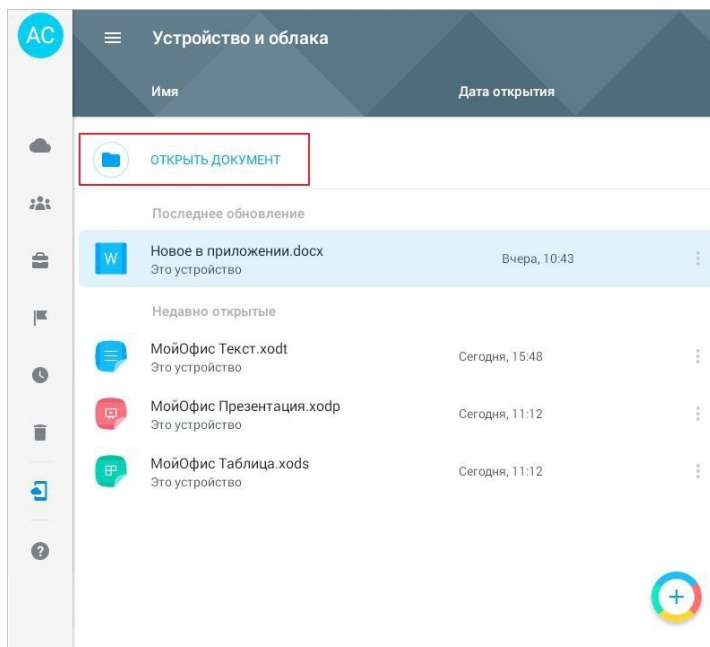 AC
Устройство и облака
Имя Дата открытия
ОТКРЫТЬ ДОКУМЕНТ
Последнее обновление
W
Новое в приложении.docx
Это устройство
Вчера, 10:43
Недавно открытые
МойОфис Текст.xodt
Это устройство
Сегодня, 15:48
МойОфис Презентация.xodp
Это устройство
Сегодня, 11:12
МойОфис Таблица.xods
Это устройство
Сегодня, 11:12